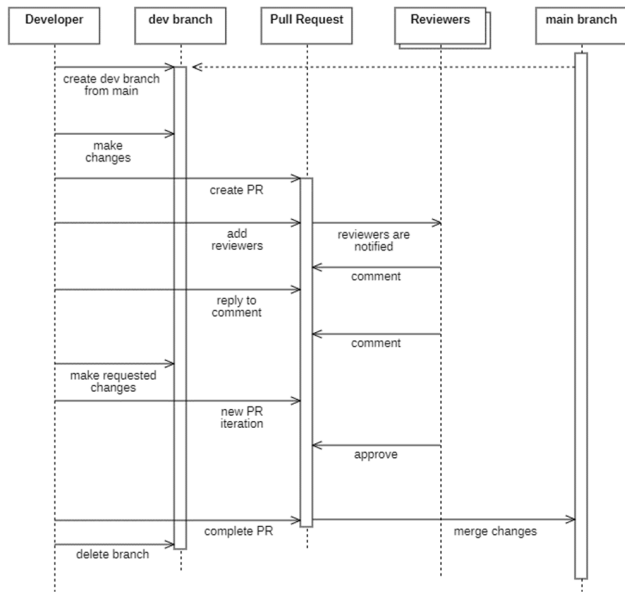 Developer
dev branch
Pull Request
Reviewers
main branch
create dev branch
from main
make
changes
create PR
add
reviewers
reviewers are
notified
comment
reply to
comment
comment
make requested
changes
new PR
iteration
approve
complete PR
merge changes
delete branch